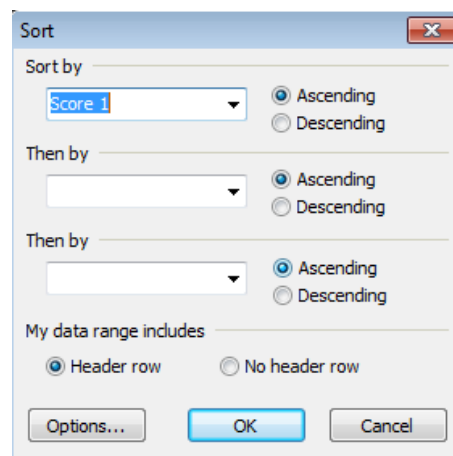 Sort
Sort by
Score 1
Ascending
Descending
Then by
Ascending
Descending
Then by
Ascending
Descending
My data range includes
Header row No header row
Options... OK Cancel